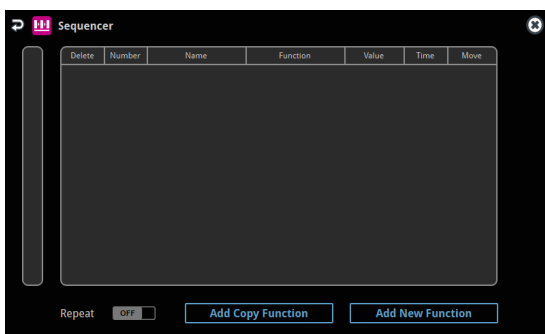 Sequencer
Delete Number Name Function Value Time Move
Repeat OFF Add Copy Function Add New Function